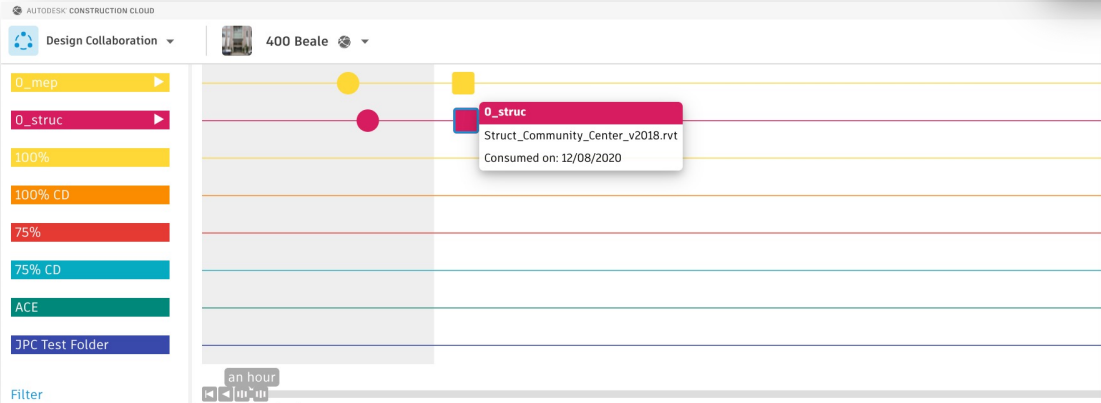 AUTODESK® CONSTRUCTION CLOUD
Design Collaboration
400 Beale
0_mep
0_struc
0_struc
Struct_Community_Center_v2018.rvt
Consumed on: 12/08/2020
100%
100% CD
75%
75% CD
ACE
JPC Test Folder
an hour
Filter